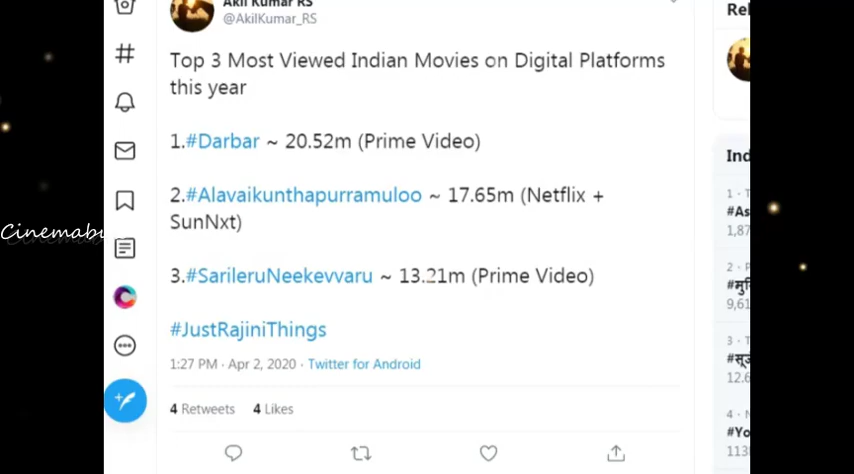 Akil Kumar RS
@AkilKumar_RS
Top 3 Most Viewed Indian Movies on Digital Platforms
this year
1.#Darbar ~ 20.52m (Prime Video)
2.#Alavaikunthapurramuloo ~ 17.65m (Netflix +
SunNxt)
3.#SarileruNeekevvaru ~ 13.21m (Prime Video)
#JustRajiniThings
1:27 PM · Apr 2, 2020 · Twitter for Android
4 Retweets 4 Likes
Cinemabu
Rel
Ind
1 · T
#As
1,87
2 · P
9,61
3 · T
12.6
4 ·
#Yo
113